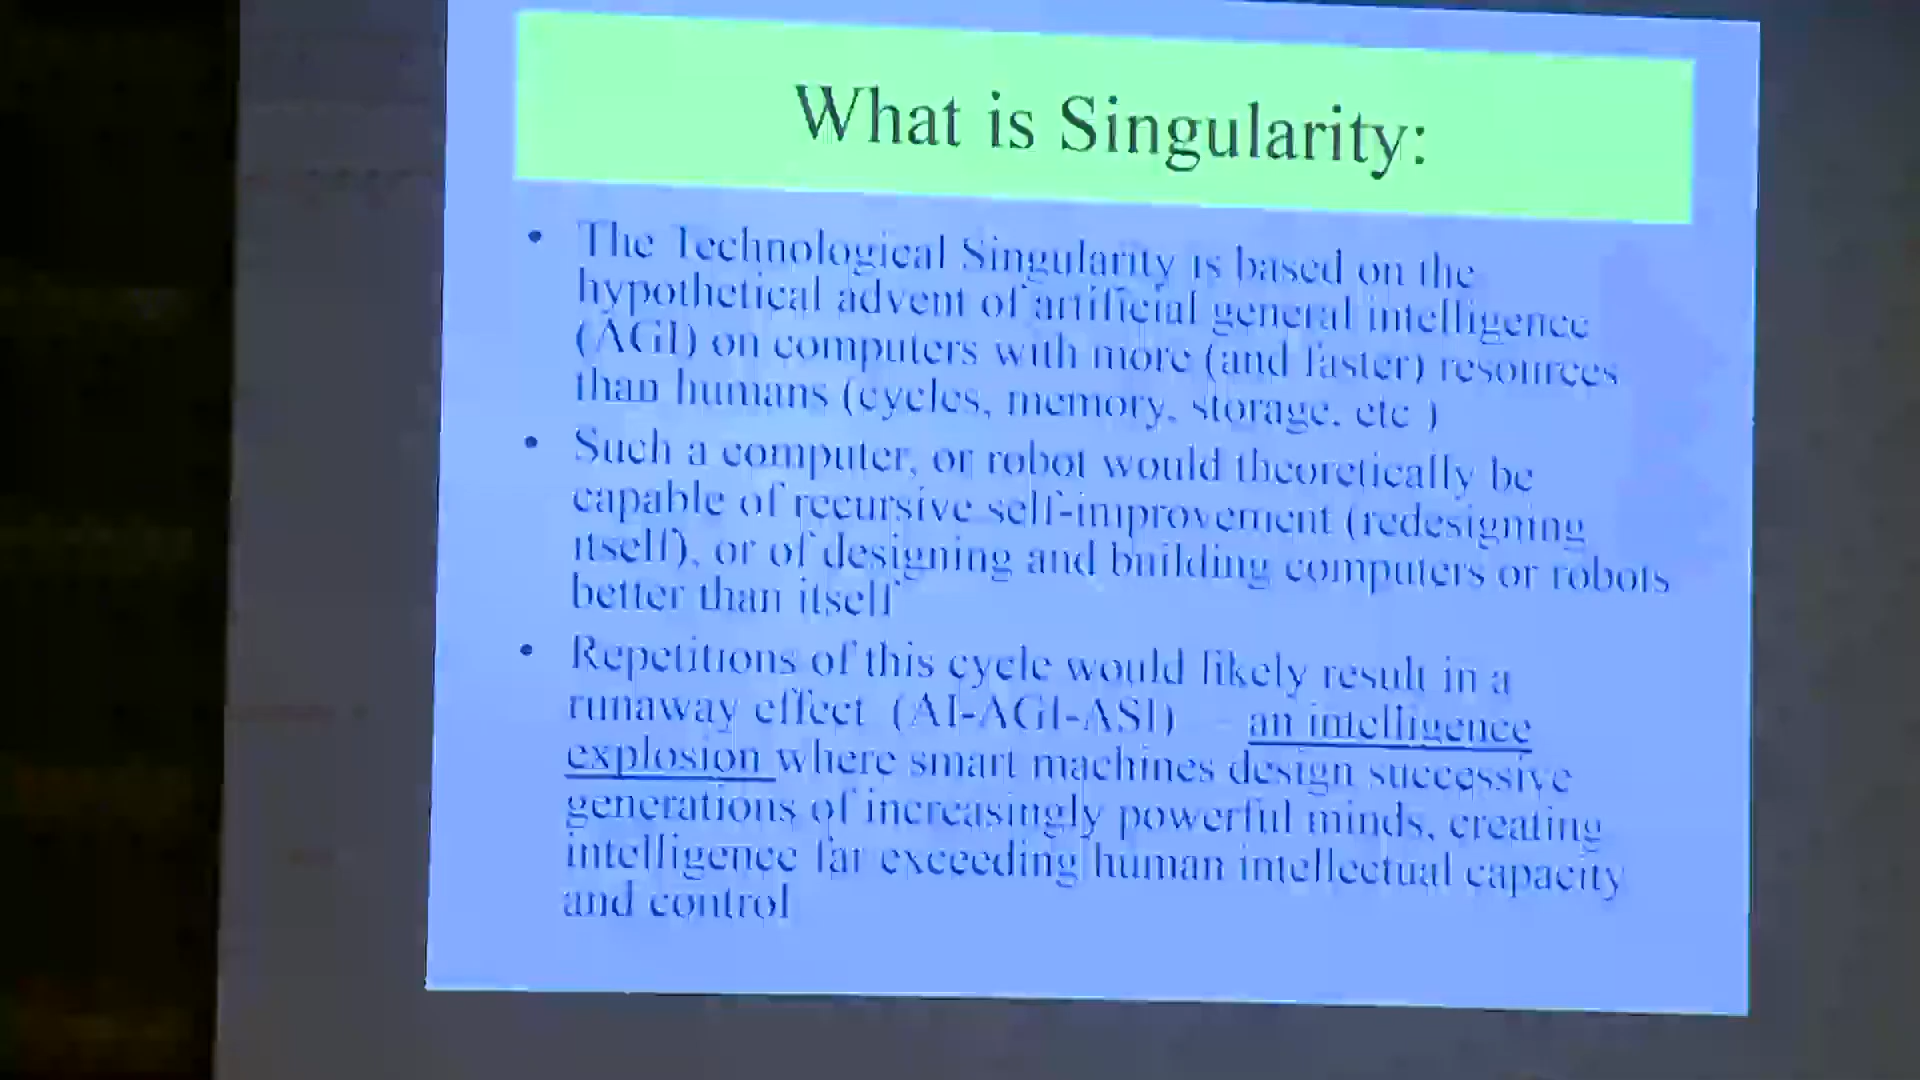 What is Singularity:
• The Technological Singularity is based on the
hypothetical advent of artificial general intelligence
(AGI) on computers with more (and faster) resources
than humans (cycles, memory, storage, etc )
• Such a computer, or robot would theoretically be
capable of recursive self-improvement (redesigning
itself), or of designing and building computers or robots
better than itself
• Repetitions of this cycle would likely result in a
runaway effect (AI-AGI-ASI) – an intelligence
explosion where smart machines design successive
generations of increasingly powerful minds, creating
intelligence far exceeding human intellectual capacity
and control